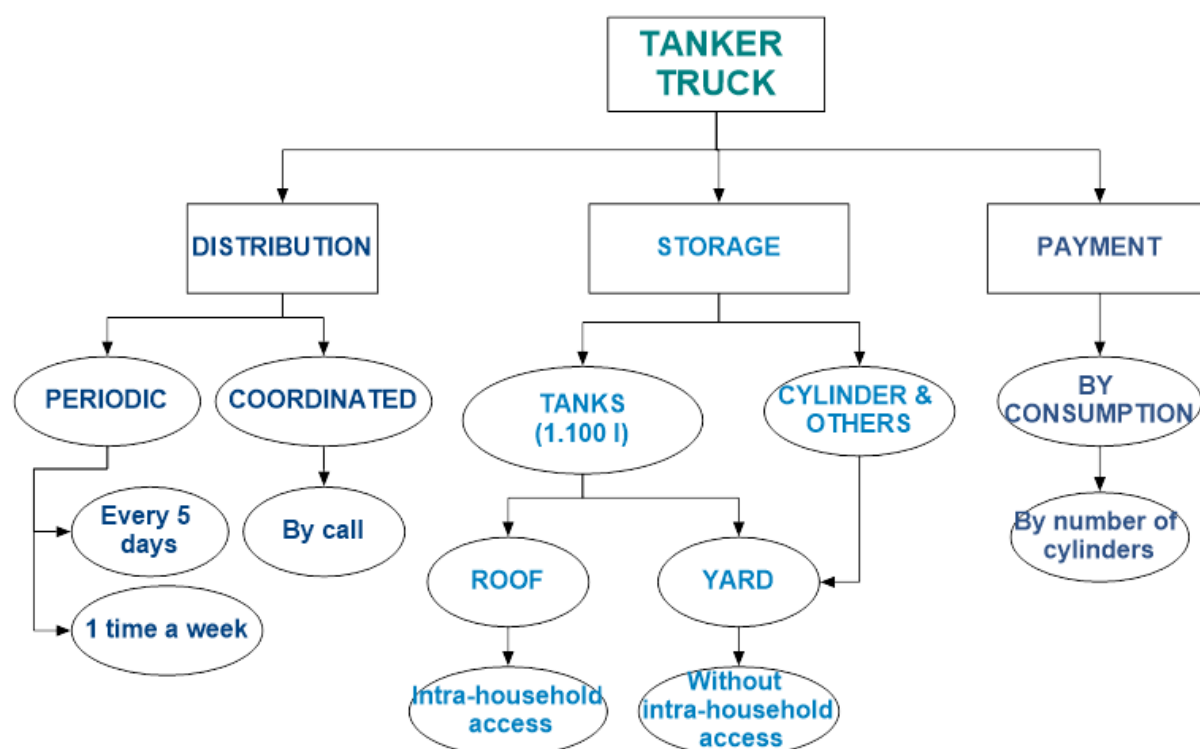 TANKER
TRUCK
DISTRIBUTION
STORAGE
PAYMENT
PERIODIC
COORDINATED
TANKS
(1.100 l)
CYLINDER &
OTHERS
BY
CONSUMPTION
Every 5
days
By call
By number of
cylinders
ROOF
YARD
1 time a week
Intra-household
access
Without
intra-household
access